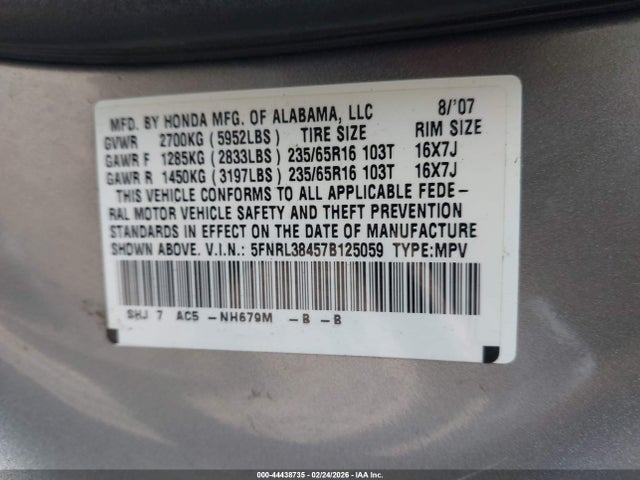 MFD. BY HONDA MFG. OF ALABAMA, LLC 8/'07
GVWR 2700KG (5952LBS) TIRE SIZE RIM SIZE
GAWR F 1285KG (2833LBS) 235/65R16 103T 16X7J
GAWR R 1450KG (3197LBS) 235/65R16 103T 16X7J
THIS VEHICLE CONFORMS TO ALL APPLICABLE FEDE-
RAL MOTOR VEHICLE SAFETY AND THEFT PREVENTION
STANDARDS IN EFFECT ON THE DATE OF MANUFACTURE
SHOWN ABOVE. V.I.N.: 5FNRL38457B125059 TYPE:MPV
SHJ 7 AC5 -NH679M -B -B
000-44438735 - 02/24/2026 - IAA Inc.